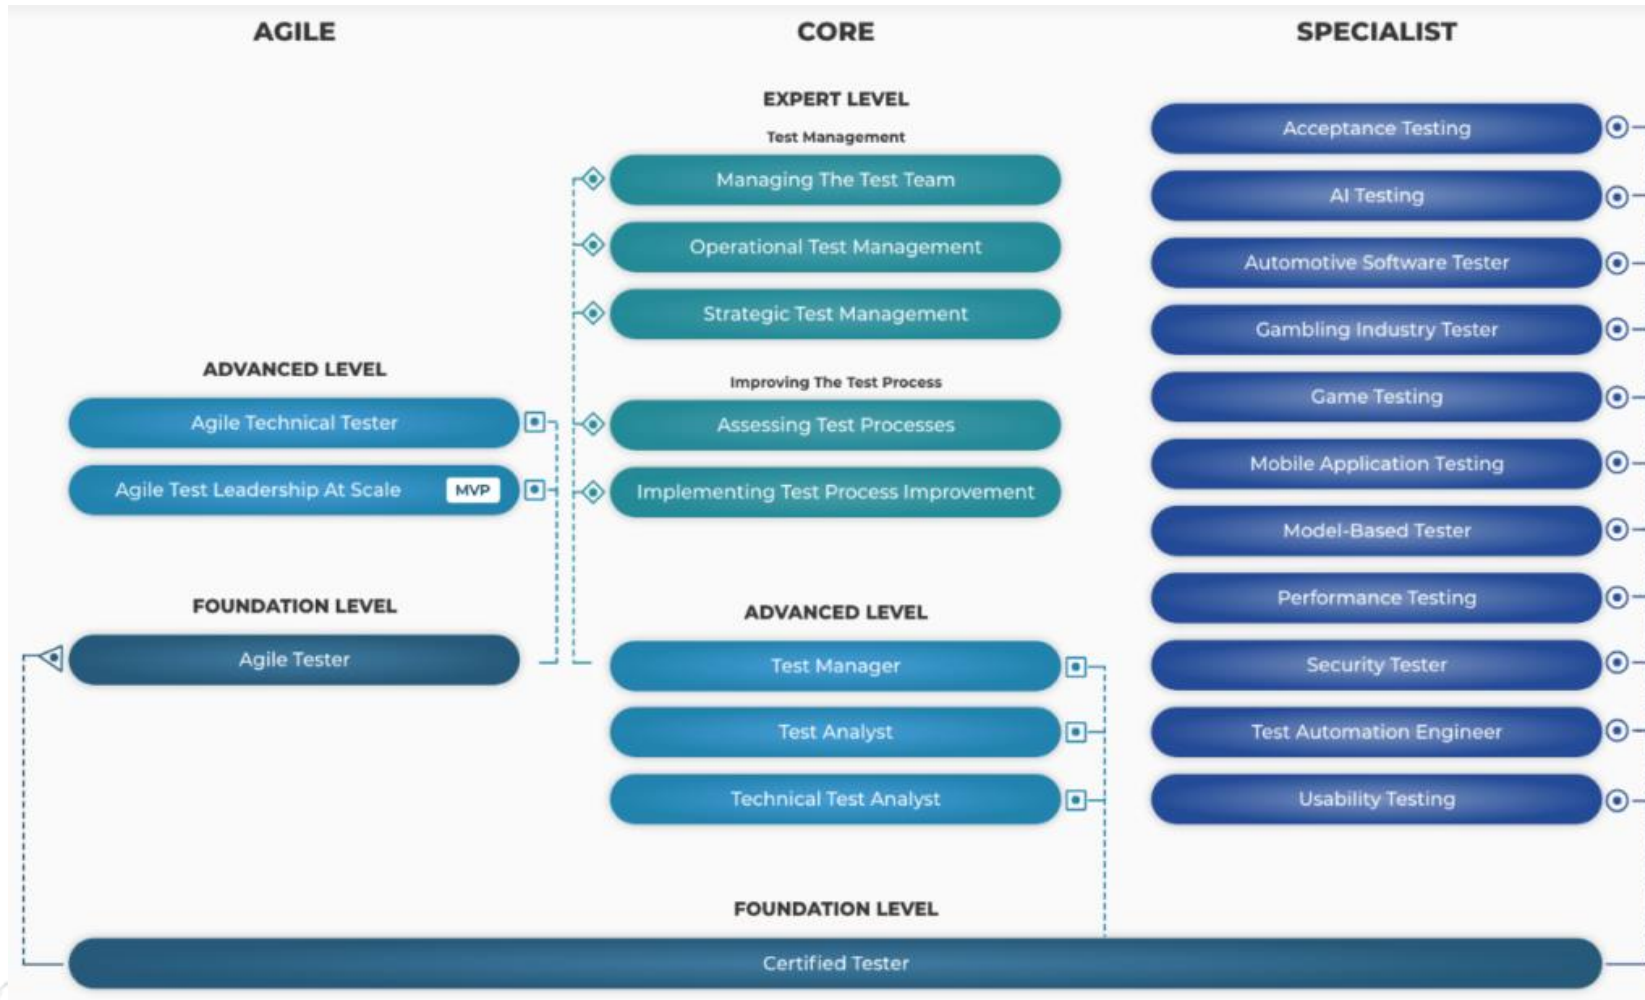 AGILE
CORE
SPECIALIST
EXPERT LEVEL
Test Management
Managing The Test Team
Operational Test Management
Strategic Test Management
Improving The Test Process
Assessing Test Processes
Implementing Test Process Improvement
ADVANCED LEVEL
Agile Technical Tester
Agile Test Leadership At Scale MVP
FOUNDATION LEVEL
Agile Tester
ADVANCED LEVEL
Test Manager
Test Analyst
Technical Test Analyst
Acceptance Testing
AI Testing
Automotive Software Tester
Gambling Industry Tester
Game Testing
Mobile Application Testing
Model-Based Tester
Performance Testing
Security Tester
Test Automation Engineer
Usability Testing
FOUNDATION LEVEL
Certified Tester